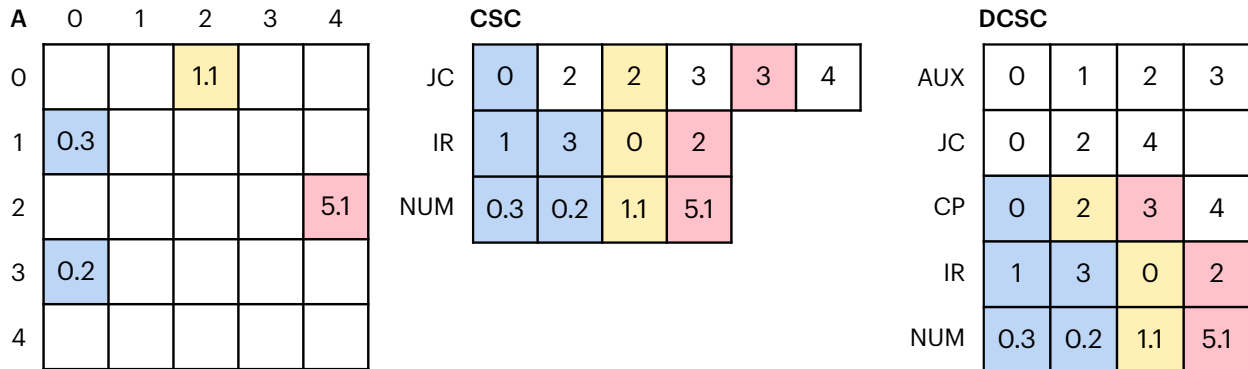 A 0 1 2 3 4
0 1.1
1 0.3
2 5.1
3 0.2
4
CSC
JC 0 2 2 3 3 4
IR 1 3 0 2
NUM 0.3 0.2 1.1 5.1
DCSC
AUX 0 1 2 3
JC 0 2 4
CP 0 2 3 4
IR 1 3 0 2
NUM 0.3 0.2 1.1 5.1